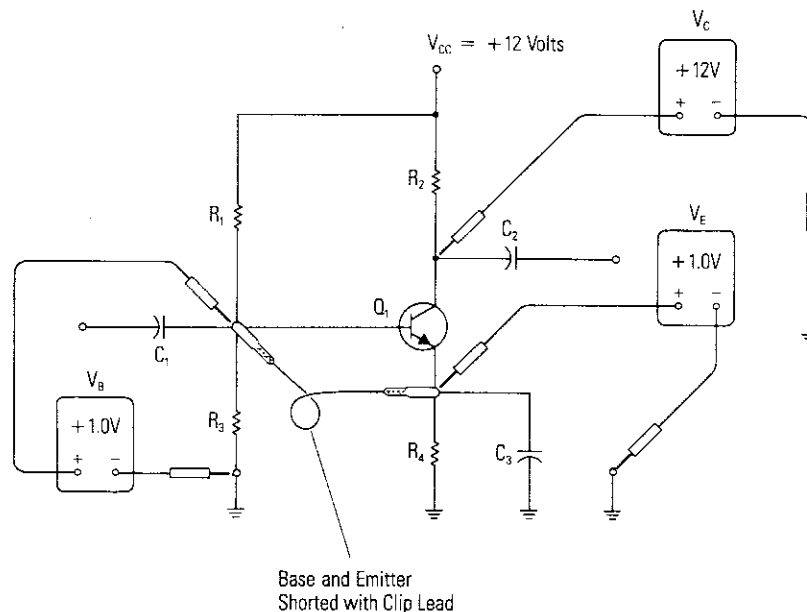 V_CC = +12 Volts
V_C
+12V
+ −
R_1
R_2
C_2
V_E
+1.0V
+ −
Q_1
C_1
V_B
+1.0V
+ −
R_3
R_4
C_3
Base and Emitter
Shorted with Clip Lead